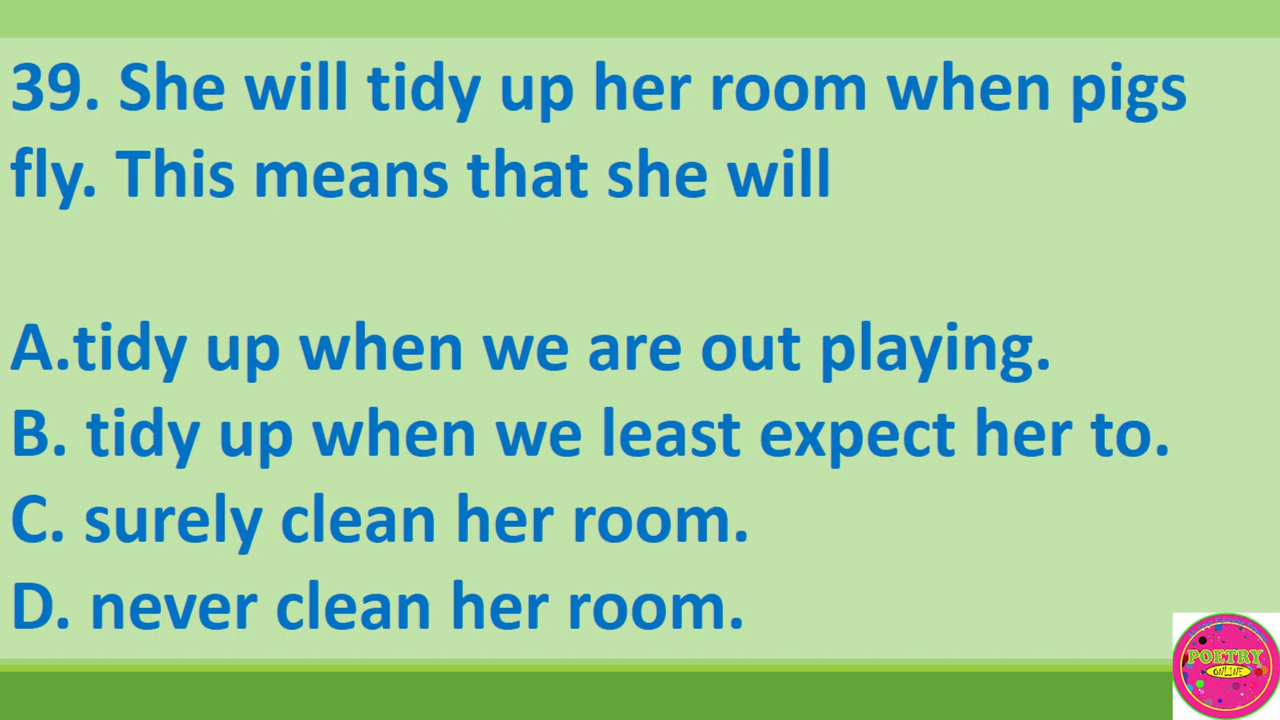 39. She will tidy up her room when pigs
fly. This means that she will
A.tidy up when we are out playing.
B. tidy up when we least expect her to.
C. surely clean her room.
D. never clean her room.
POETRY
ONLINE